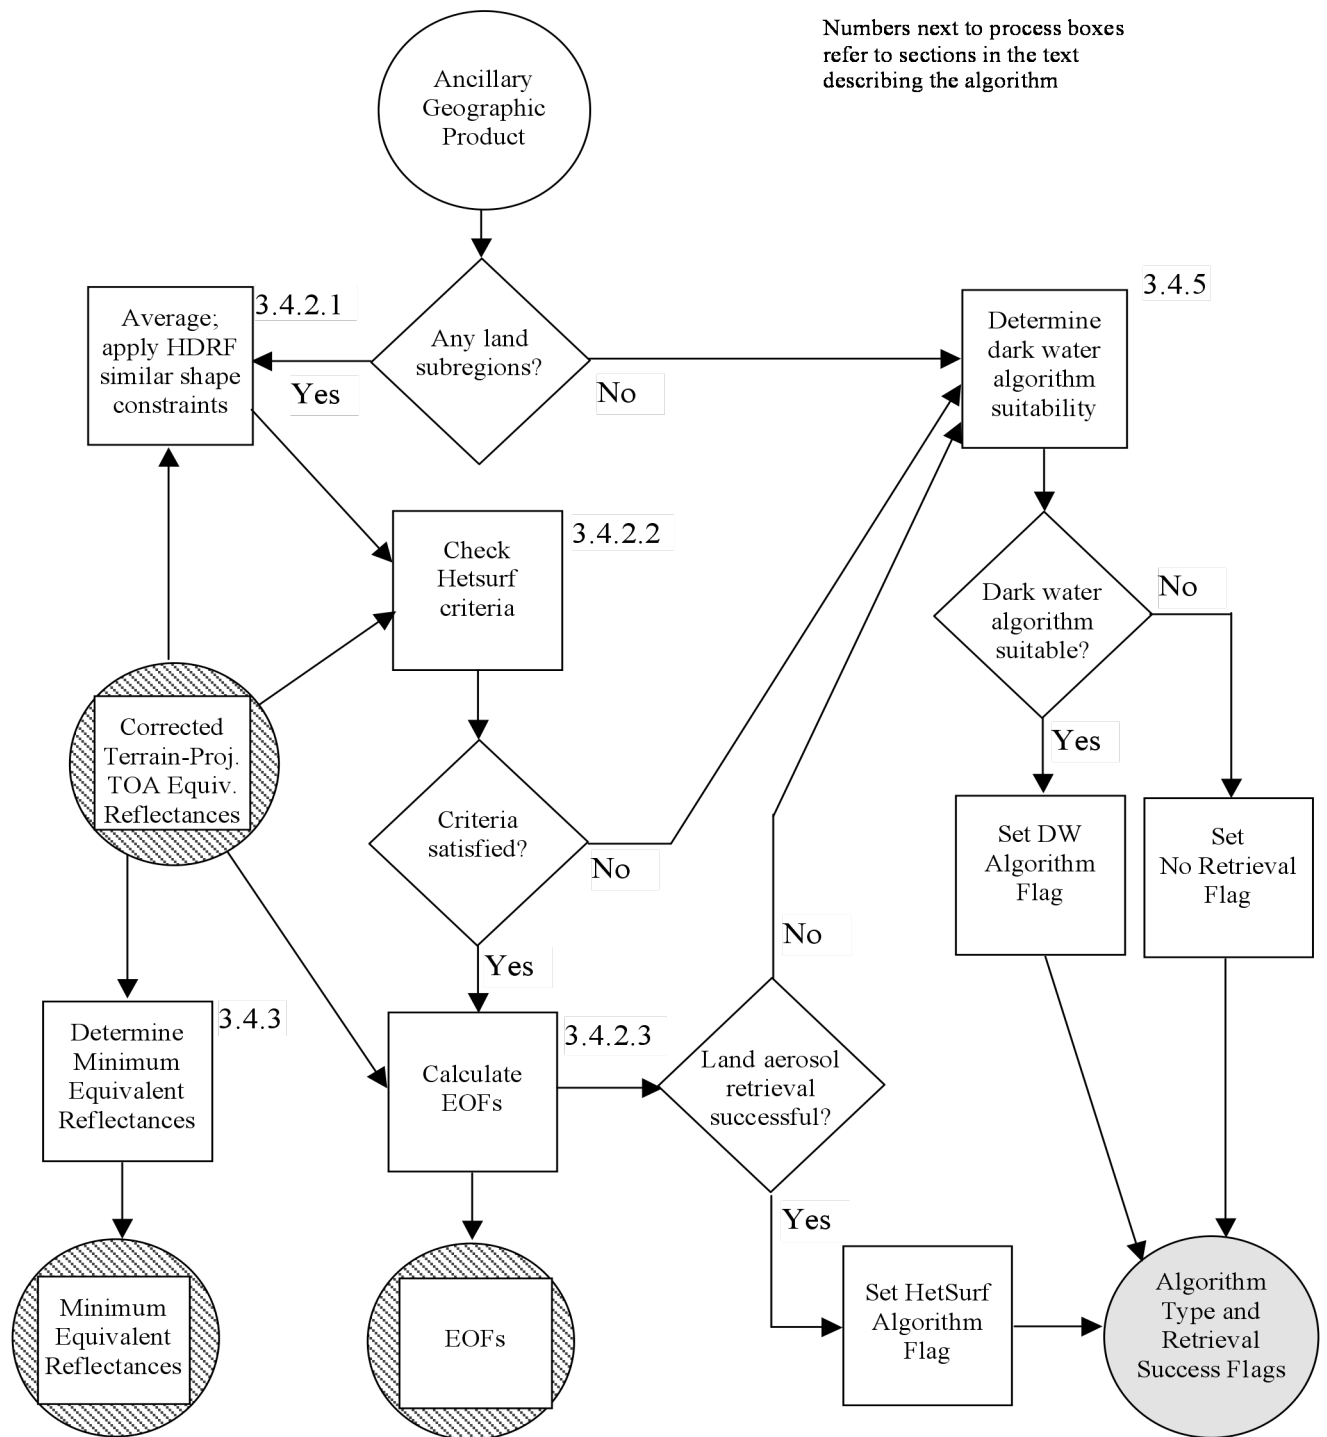 Numbers next to process boxes
refer to sections in the text
describing the algorithm
Ancillary
Geographic
Product
3.4.2.1
Average;
apply HDRF
similar shape
constraints
Any land
subregions?
Yes
No
3.4.5
Determine
dark water
algorithm
suitability
3.4.2.2
Check
Hetsurf
criteria
Dark water
algorithm
suitable?
No
Yes
Corrected
Terrain-Proj.
TOA Equiv.
Reflectances
Criteria
satisfied?
No
Yes
Set DW
Algorithm
Flag
Set
No Retrieval
Flag
No
3.4.3
Determine
Minimum
Equivalent
Reflectances
3.4.2.3
Calculate
EOFs
Land aerosol
retrieval
successful?
Yes
Minimum
Equivalent
Reflectances
EOFs
Set HetSurf
Algorithm
Flag
Algorithm
Type and
Retrieval
Success Flags